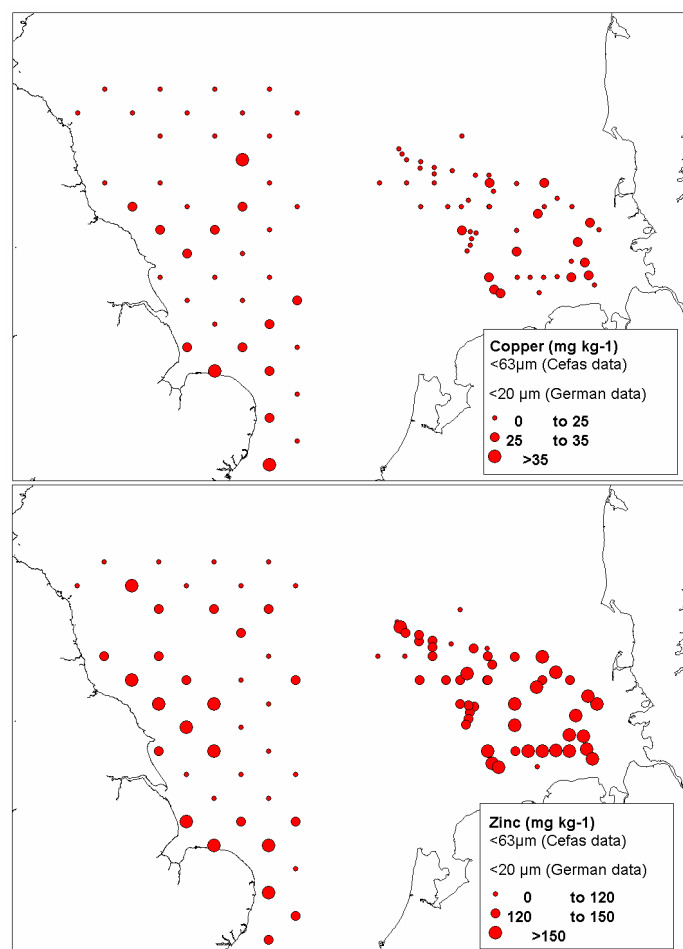 Copper (mg kg-1)
<63µm (Cefas data)
<20 µm (German data)
0 to 25
25 to 35
>35
Zinc (mg kg-1)
<63µm (Cefas data)
<20 µm (German data)
0 to 120
120 to 150
>150